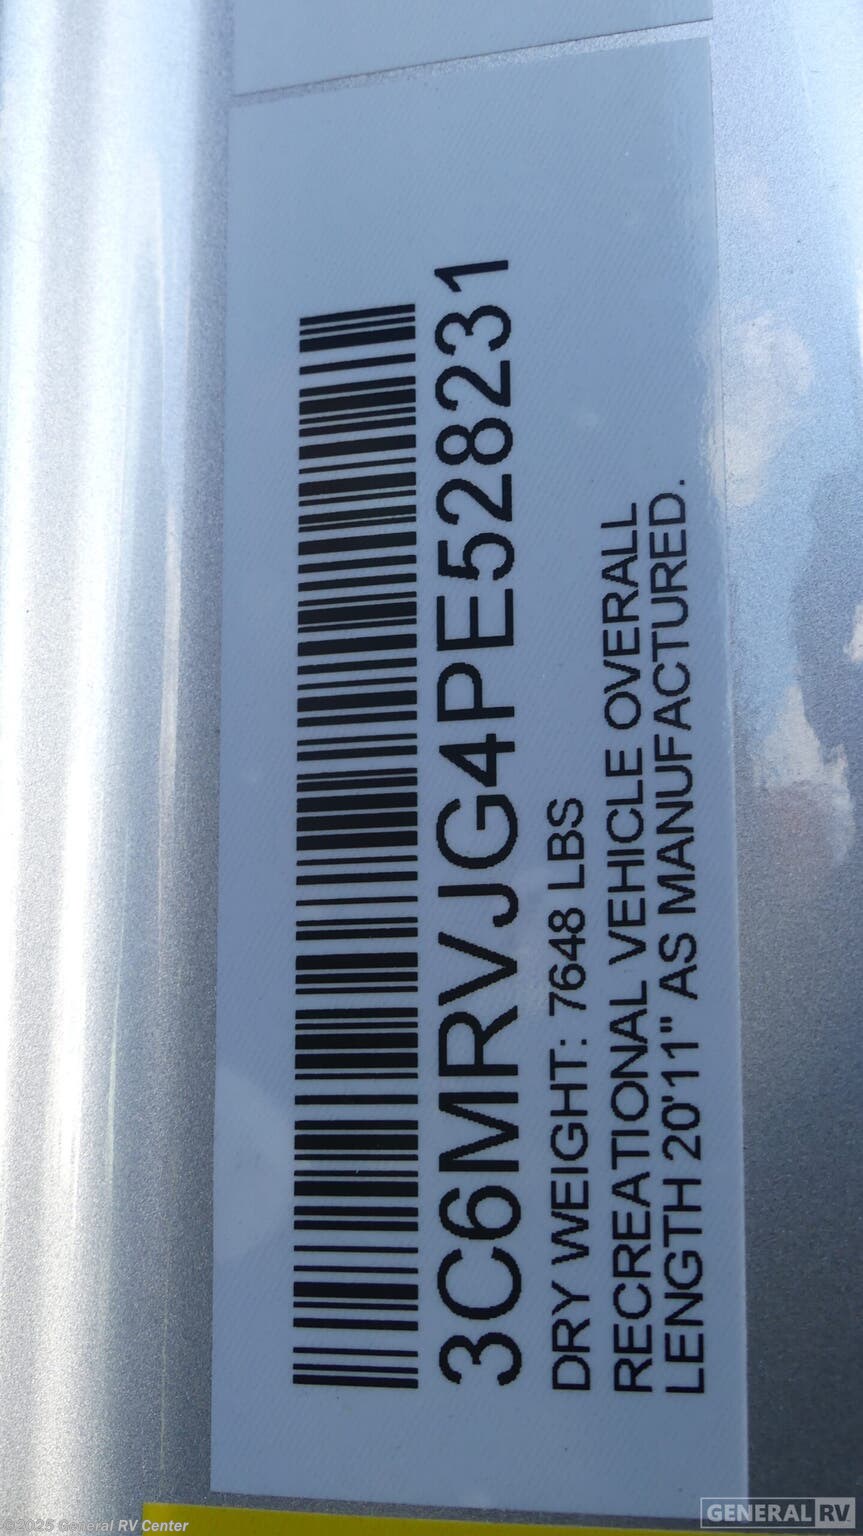 3C6MRVJG4PE528231
DRY WEIGHT: 7648 LBS
RECREATIONAL VEHICLE OVERALL
LENGTH 20'11" AS MANUFACTURED.
©2025 General RV Center
GENERAL RV